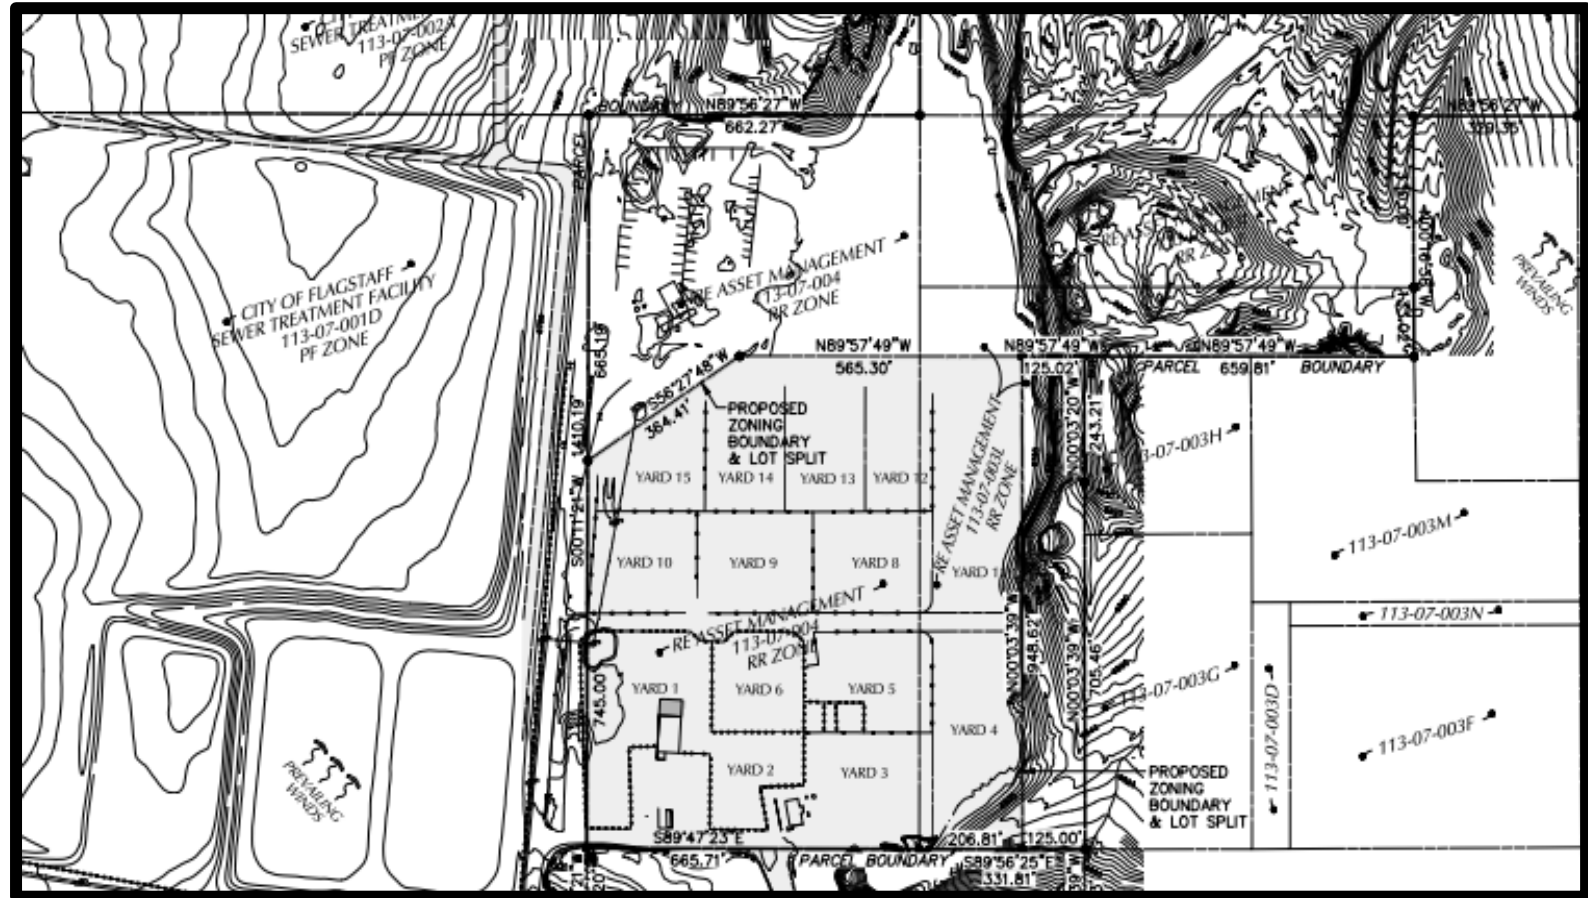 SEWER TREATMENT
113-07-002A
PF ZONE
BOUNDARY
N89°56'27"W
662.27'
N89°56'27"W
329.35'
PARCEL
CITY OF FLAGSTAFF
SEWER TREATMENT FACILITY
113-07-001D
PF ZONE
RE ASSET MANAGEMENT
113-07-004
RR ZONE
PREVAILING
WINDS
665.19'
N89°57'49"W
565.30'
N89°57'49"W
125.02'
N89°57'49"W
PARCEL
659.81'
BOUNDARY
S56°27'48"W
364.41'
PROPOSED
ZONING
BOUNDARY
& LOT SPLIT
S00°11'21"W
1410.19'
RE ASSET MANAGEMENT
113-07-003L
RR ZONE
N00°03'20"W
243.21'
113-07-003H
YARD 15
YARD 14
YARD 13
YARD 12
113-07-003M
YARD 10
YARD 9
YARD 8
YARD 1
RE ASSET MANAGEMENT
113-07-004
RR ZONE
113-07-003N
N00°03'39"W
948.62'
N00°03'39"W
705.46'
113-07-003G
113-07-003D
113-07-003F
745.00'
YARD 1
YARD 6
YARD 5
YARD 4
YARD 2
YARD 3
PREVAILING
WINDS
PROPOSED
ZONING
BOUNDARY
& LOT SPLIT
S89°47'23"E
665.71'
PARCEL BOUNDARY
206.81'
125.00'
S89°56'25"E
331.81'